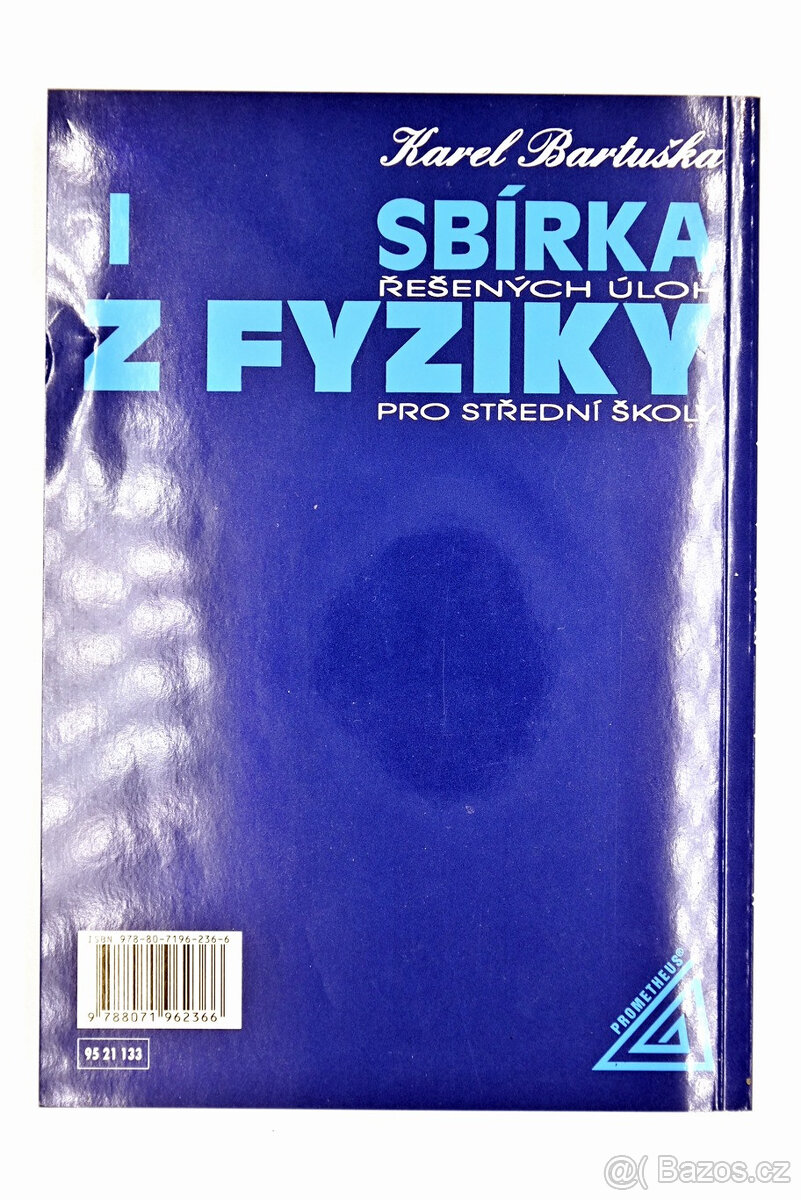 Karel Bartuška
I SBÍRKA
ŘEŠENÝCH ÚLOH
Z FYZIKY
PRO STŘEDNÍ ŠKOLY
ISBN 978-80-7196-236-6
9 788071 962366
95 21 133
PROMETHEUS®
@( Bazos.cz